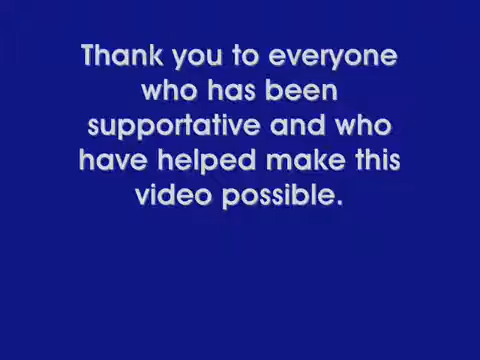 Thank you to everyone
who has been
supportative and who
have helped make this
video possible.